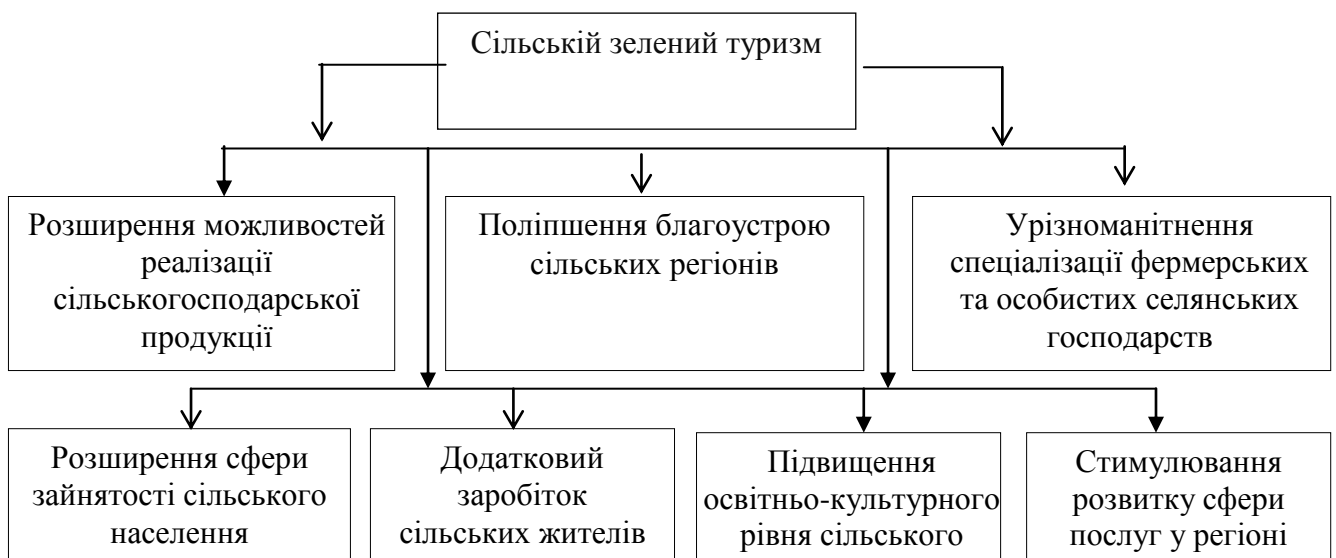 Сільській зелений туризм
Розширення можливостей
реалізації
сільськогосподарської
продукції
Поліпшення благоустрою
сільських регіонів
Урізноманітнення
спеціалізації фермерських
та особистих селянських
господарств
Розширення сфери
зайнятості сільського
населення
Додатковий
заробіток
сільських жителів
Підвищення
освітньо-культурного
рівня сільського
Стимулювання
розвитку сфери
послуг у регіоні